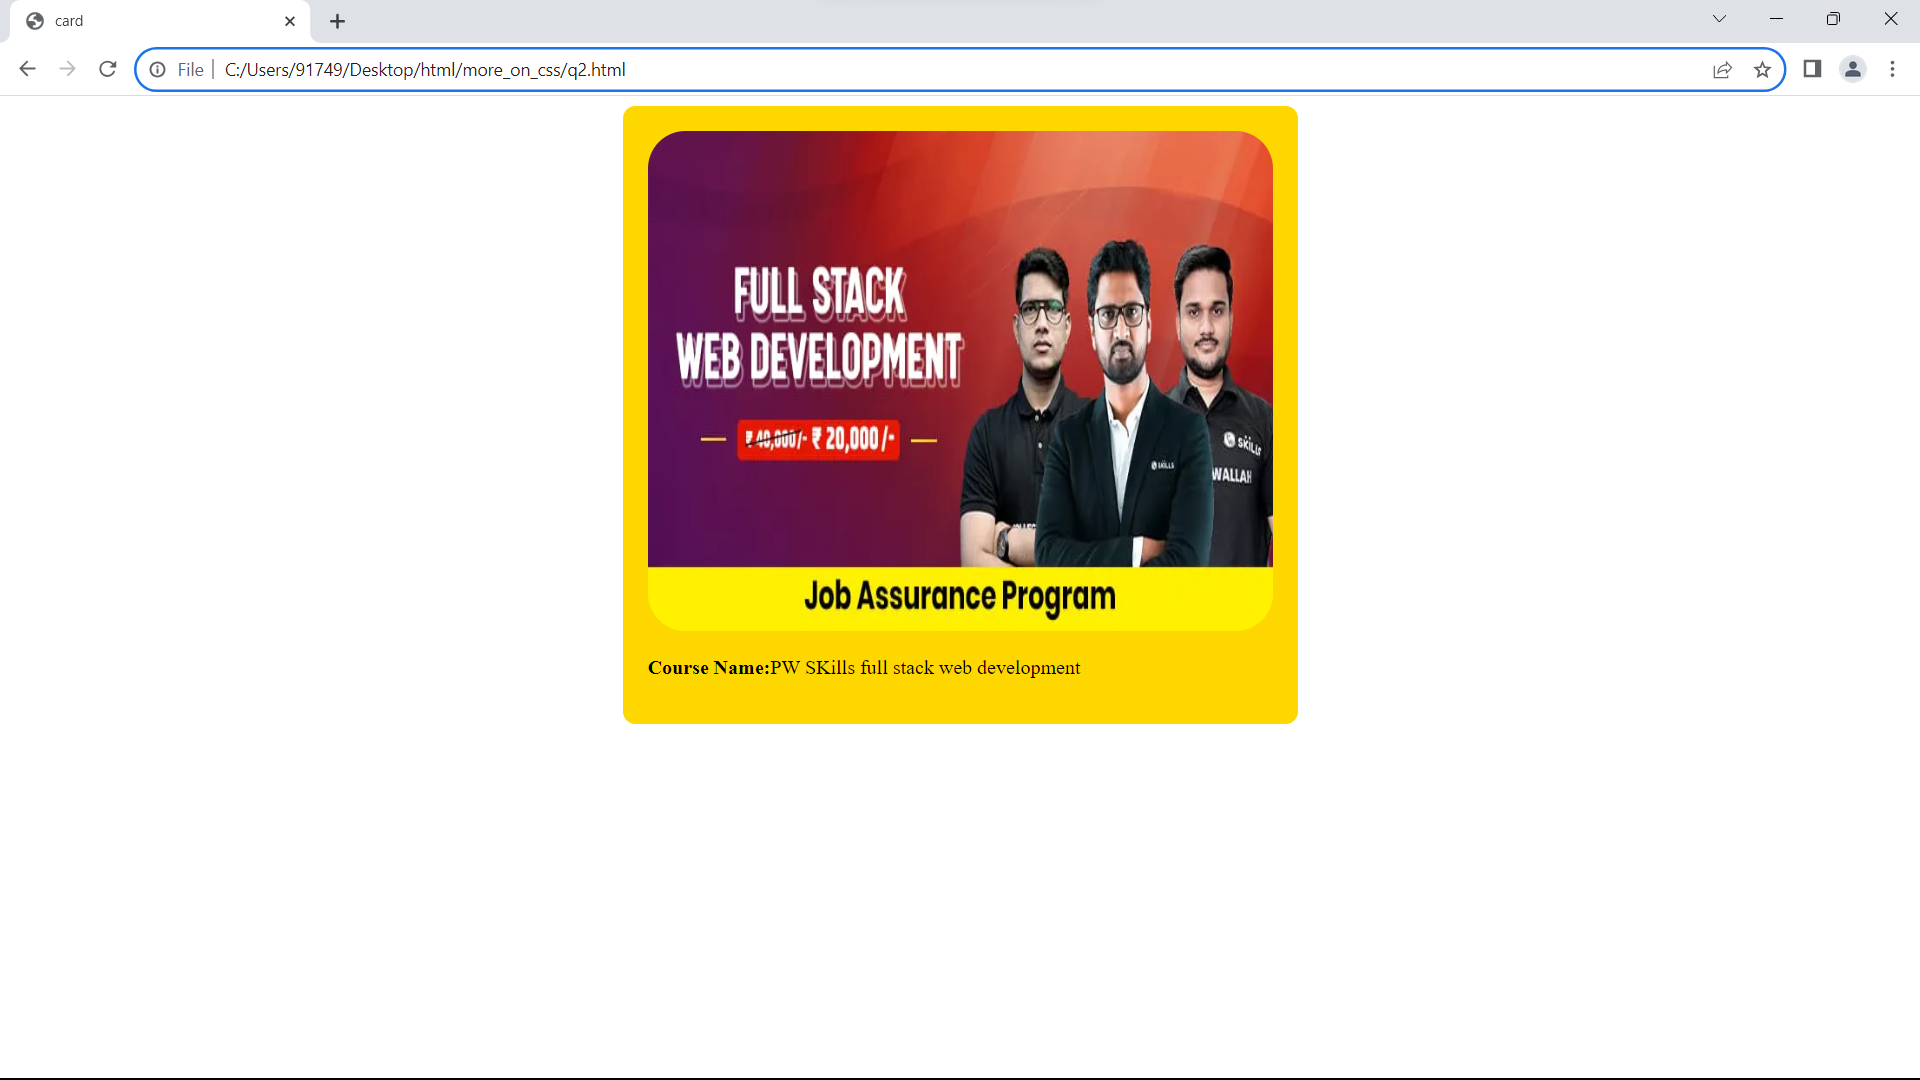 card
File
C:/Users/91749/Desktop/html/more_on_css/q2.html
FULL STACK
WEB DEVELOPMENT
₹ 40,000/- ₹ 20,000/-
SKILLS
SKILLS
WALLAH
Job Assurance Program
Course Name:PW SKills full stack web development